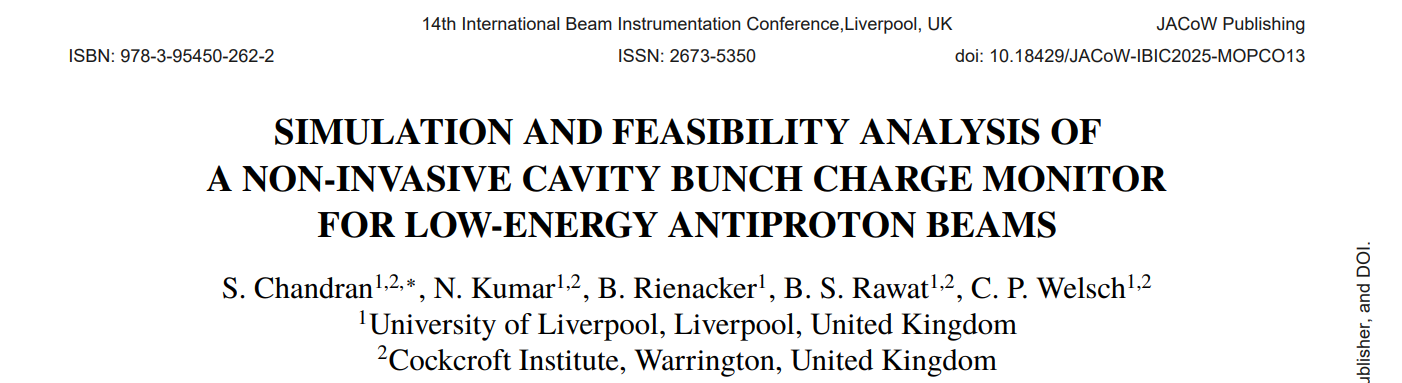 14th International Beam Instrumentation Conference,Liverpool, UK JACoW Publishing
ISBN: 978-3-95450-262-2 ISSN: 2673-5350 doi: 10.18429/JACoW-IBIC2025-MOPCO13
SIMULATION AND FEASIBILITY ANALYSIS OF
A NON-INVASIVE CAVITY BUNCH CHARGE MONITOR
FOR LOW-ENERGY ANTIPROTON BEAMS
S. Chandran1,2,*, N. Kumar1,2, B. Rienacker1, B. S. Rawat1,2, C. P. Welsch1,2
1University of Liverpool, Liverpool, United Kingdom
2Cockcroft Institute, Warrington, United Kingdom
, and DOI.